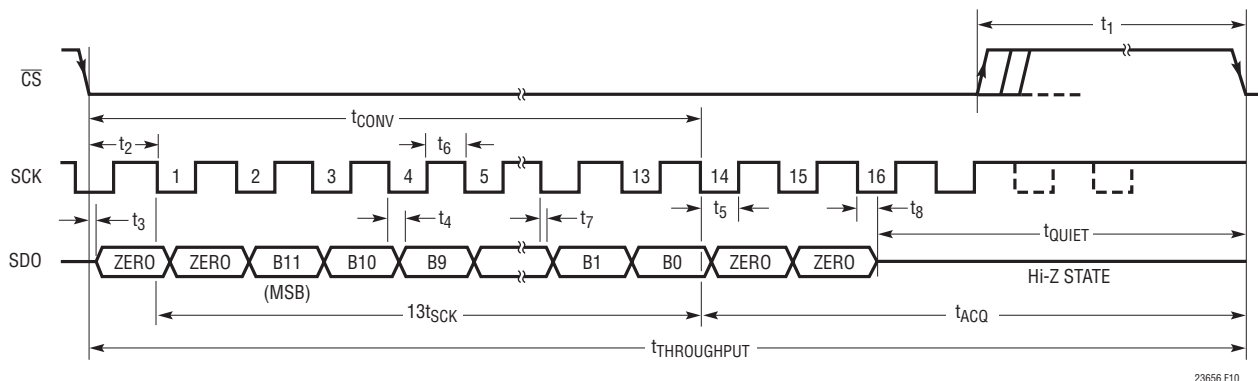 t1
CS
tCONV
t2
t6
SCK
1 2 3 4 5 13 14 15 16
t3
t4
t7
t5
t8
tQUIET
SDO
ZERO ZERO B11 B10 B9 B1 B0 ZERO ZERO
(MSB)
Hi-Z STATE
13tSCK
tACQ
tTHROUGHPUT
23656 F10